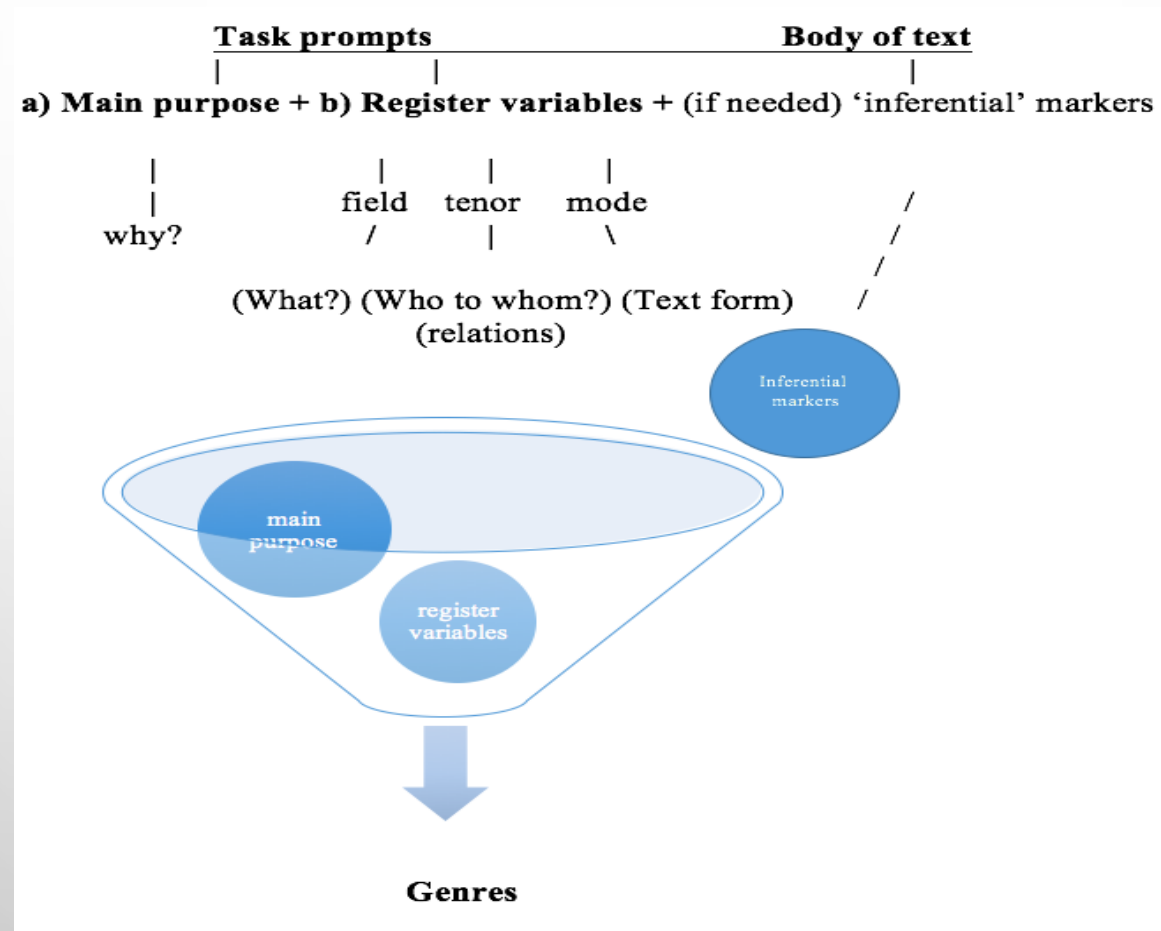 Task prompts Body of text
a) Main purpose + b) Register variables + (if needed) ‘inferential’ markers
field tenor mode
why?
(What?) (Who to whom?) (Text form)
(relations)
Inferential
markers
main
purpose
register
variables
Genres